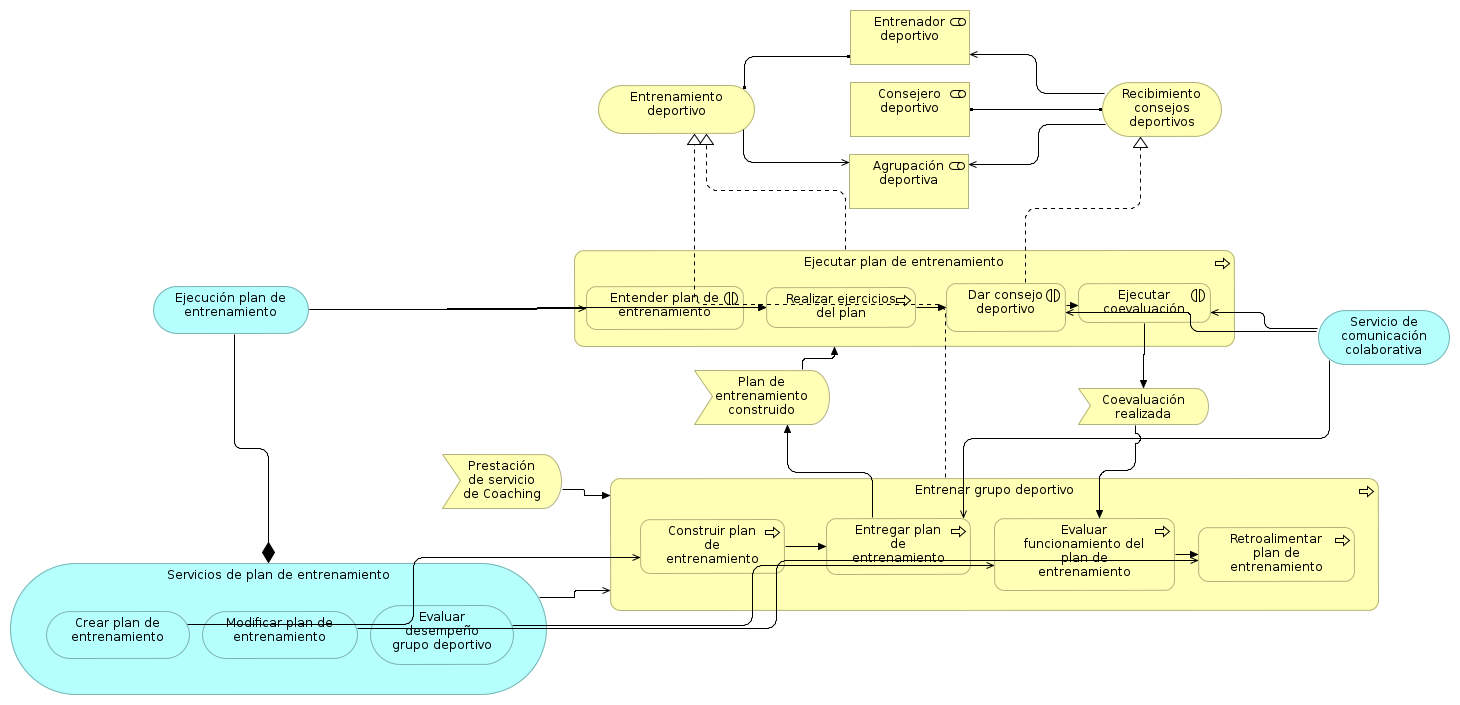 Entrenador
deportivo
Entrenamiento
deportivo
Consejero
deportivo
Recibimiento
consejos
deportivos
Agrupación
deportiva
Ejecutar plan de entrenamiento
Ejecución plan de
entrenamiento
Entender plan de
entrenamiento
Realizar ejercicios
del plan
Dar consejo
deportivo
Ejecutar
coevaluación
Servicio de
comunicación
colaborativa
Plan de
entrenamiento
construido
Coevaluación
realizada
Prestación
de servicio
de Coaching
Entrenar grupo deportivo
Construir plan
de
entrenamiento
Entregar plan
de
entrenamiento
Evaluar
funcionamiento del
plan de
entrenamiento
Retroalimentar
plan de
entrenamiento
Servicios de plan de entrenamiento
Crear plan de
entrenamiento
Modificar plan de
entrenamiento
Evaluar
desempeño
grupo deportivo